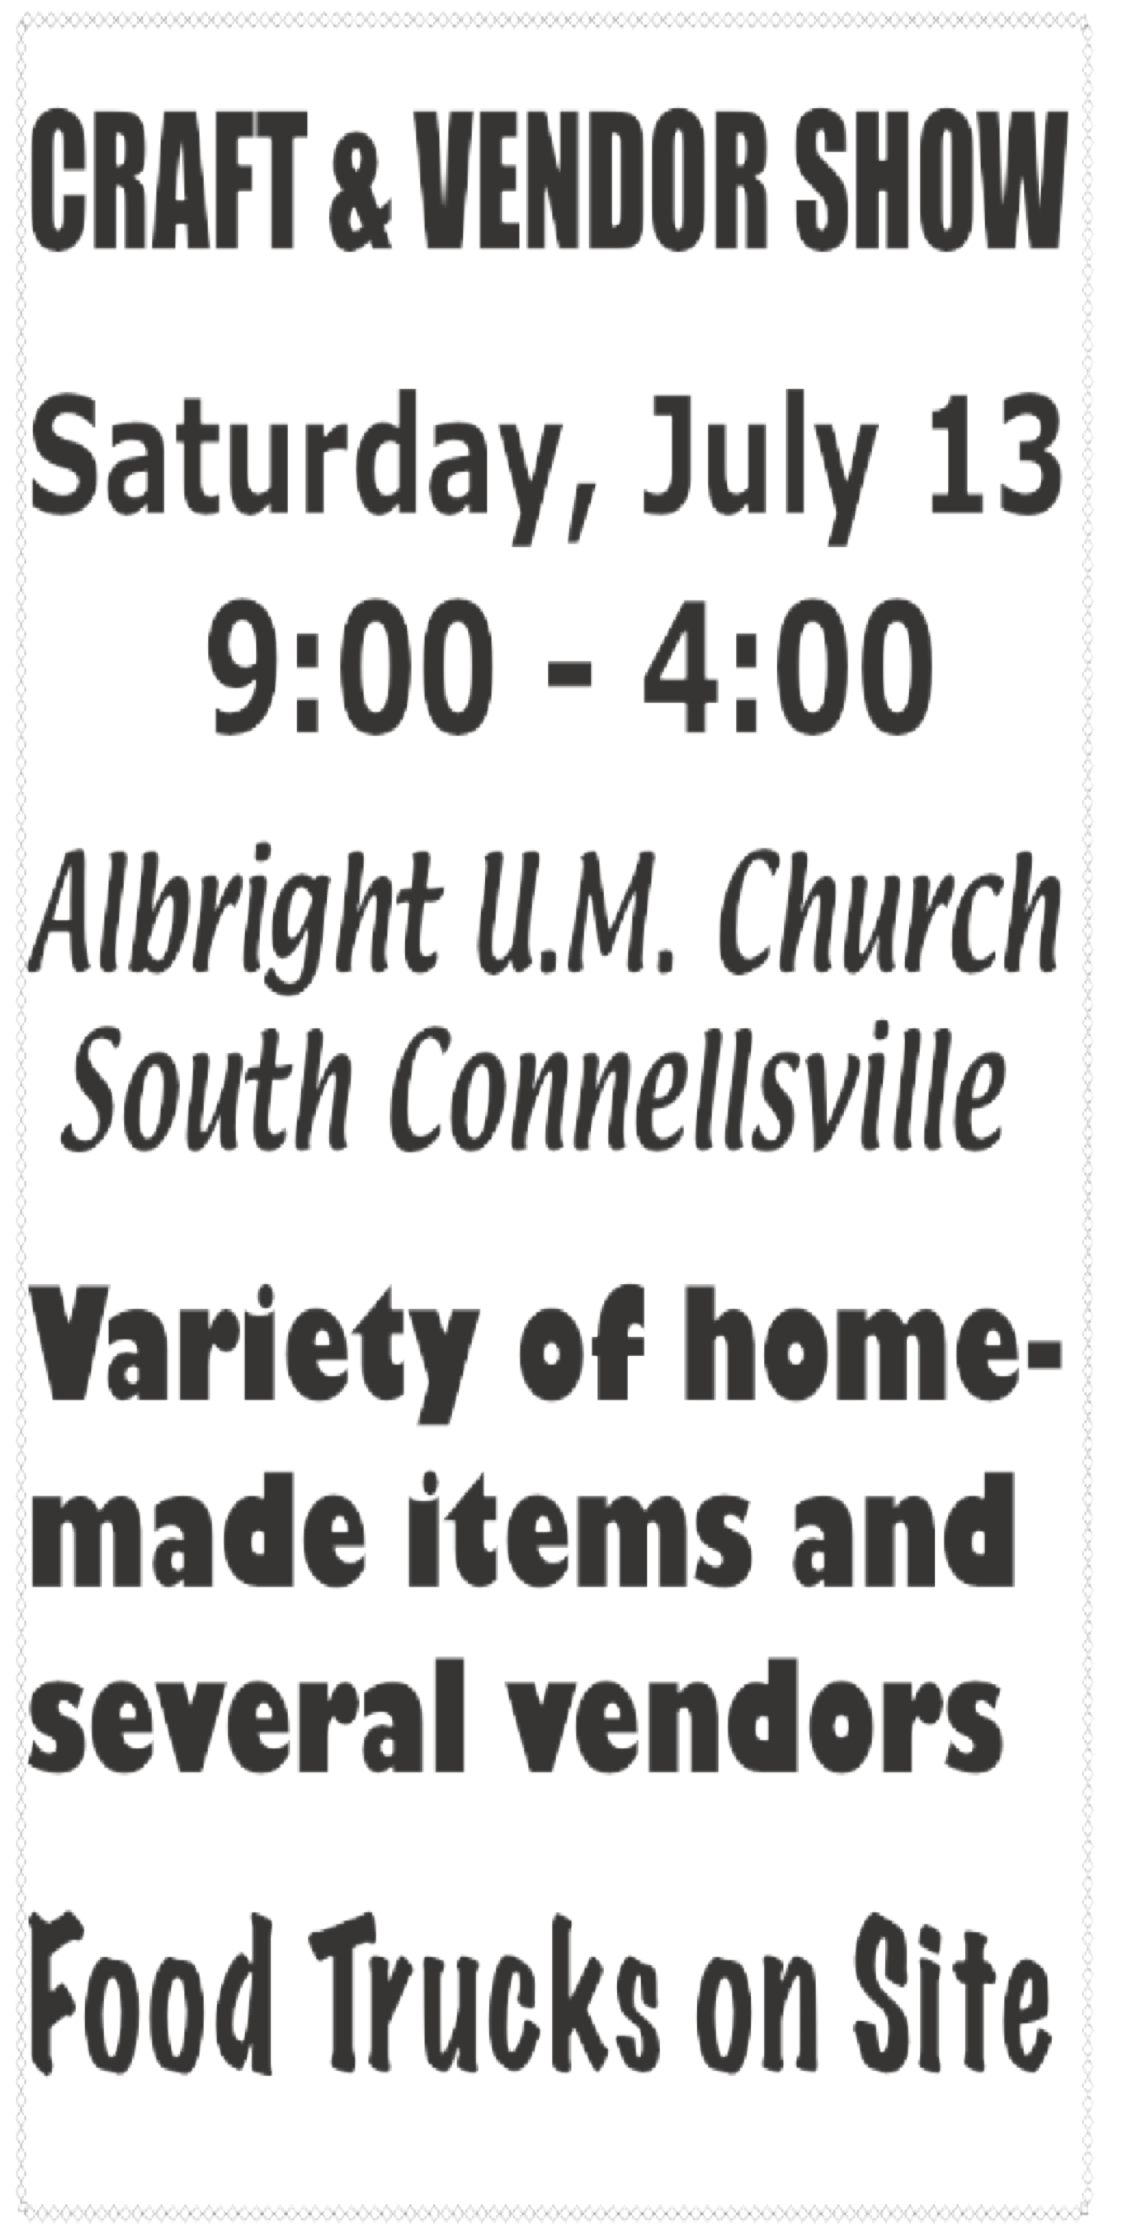 CRAFT & VENDOR SHOW
Saturday, July 13
9:00 - 4:00
Albright U.M. Church
South Connellsville
Variety of home-
made items and
several vendors
Food Trucks on Site